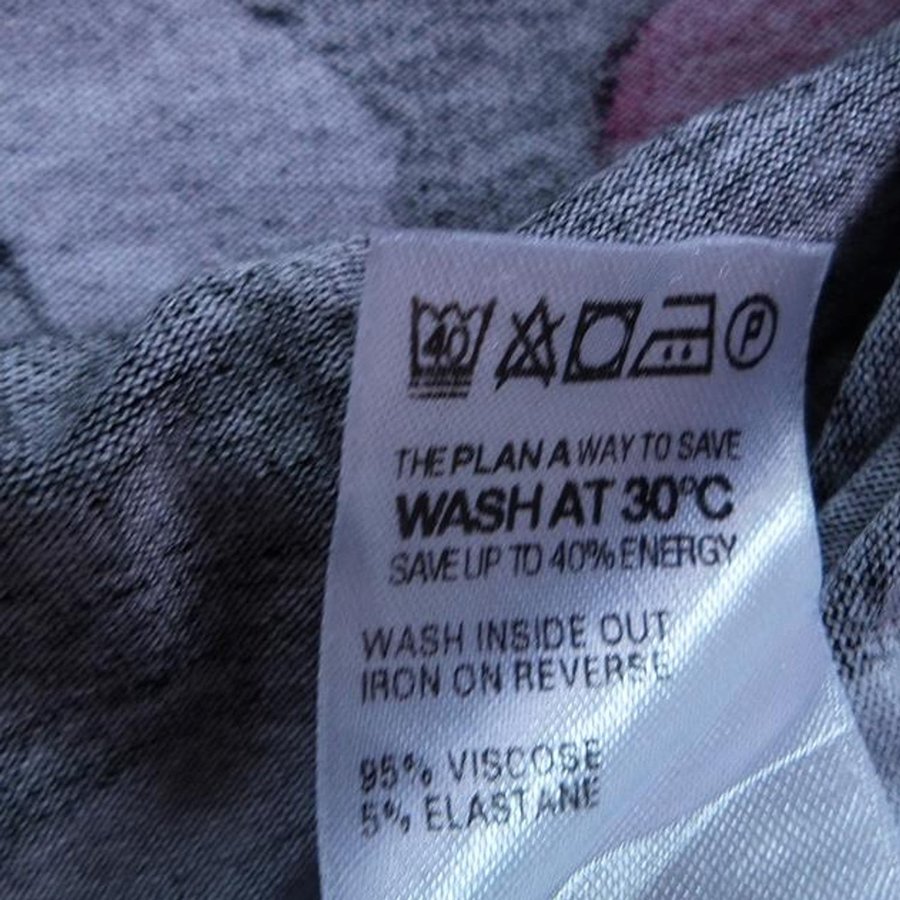 40 P
THE PLAN A WAY TO SAVE
WASH AT 30°C
SAVE UP TO 40% ENERGY
WASH INSIDE OUT
IRON ON REVERSE
95% VISCOSE
5% ELASTANE